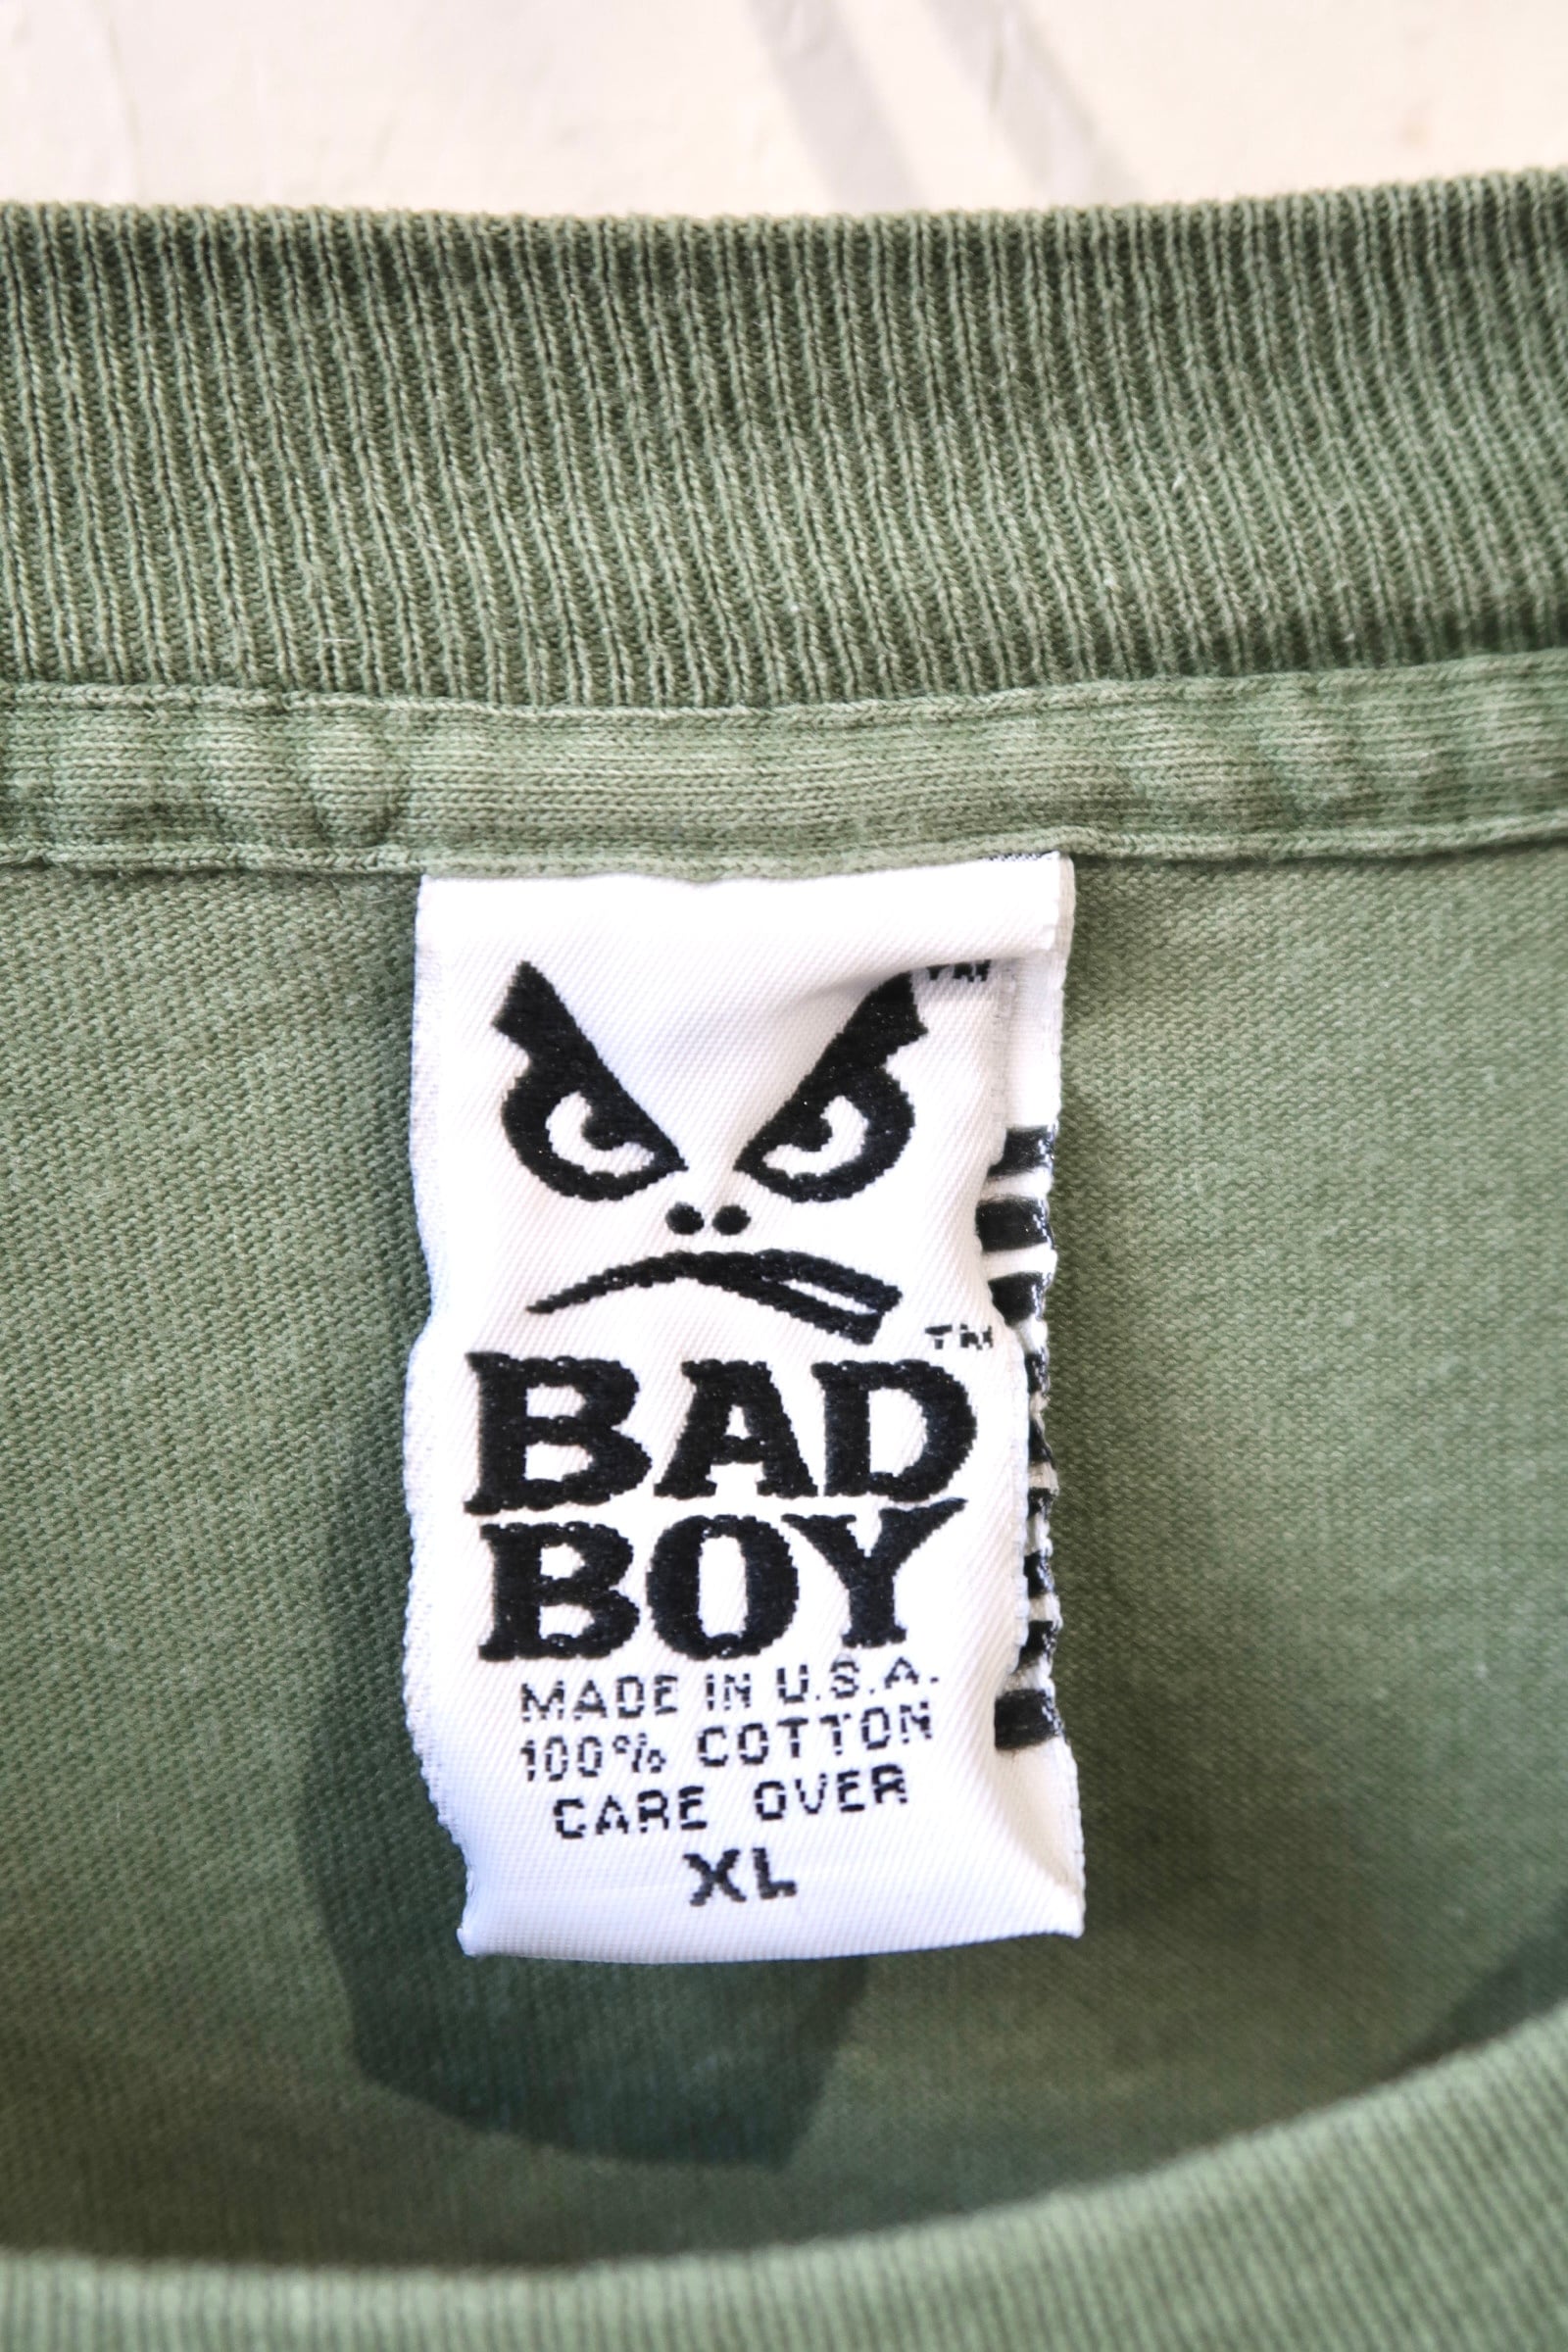 TM
TM
BAD
BOY
MADE IN U.S.A.
100% COTTON
CARE OVER
XL